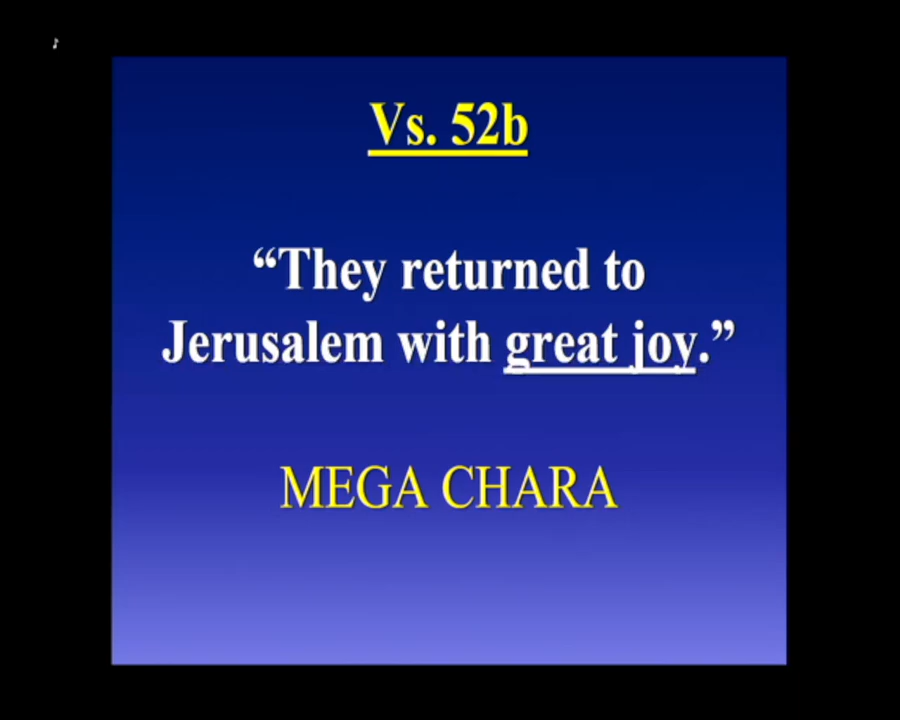 Vs. 52b
“They returned to
Jerusalem with great joy.”
MEGA CHARA